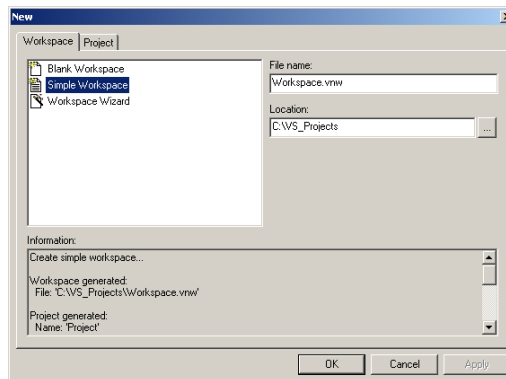 New
Workspace Project
Blank Workspace
Simple Workspace
Workspace Wizard
File name:
Workspace.vnw
Location:
C:\VS_Projects
...
Information:
Create simple workspace...
Workspace generated:
File: 'C:\VS_Projects\Workspace.vnw'
Project generated:
Name: 'Project'
OK Cancel Apply